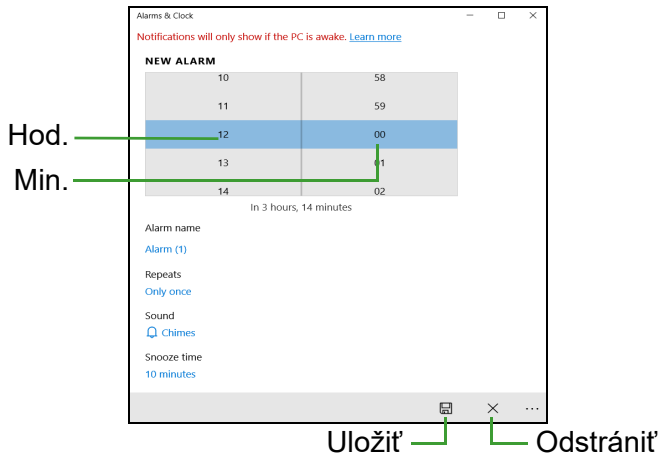 Alarms & Clock
Notifications will only show if the PC is awake. Learn more
NEW ALARM
10 58
11 59
Hod. 12 00
13 01
Min.
14 02
In 3 hours, 14 minutes
Alarm name
Alarm (1)
Repeats
Only once
Sound
Chimes
Snooze time
10 minutes
...
Uložiť Odstrániť